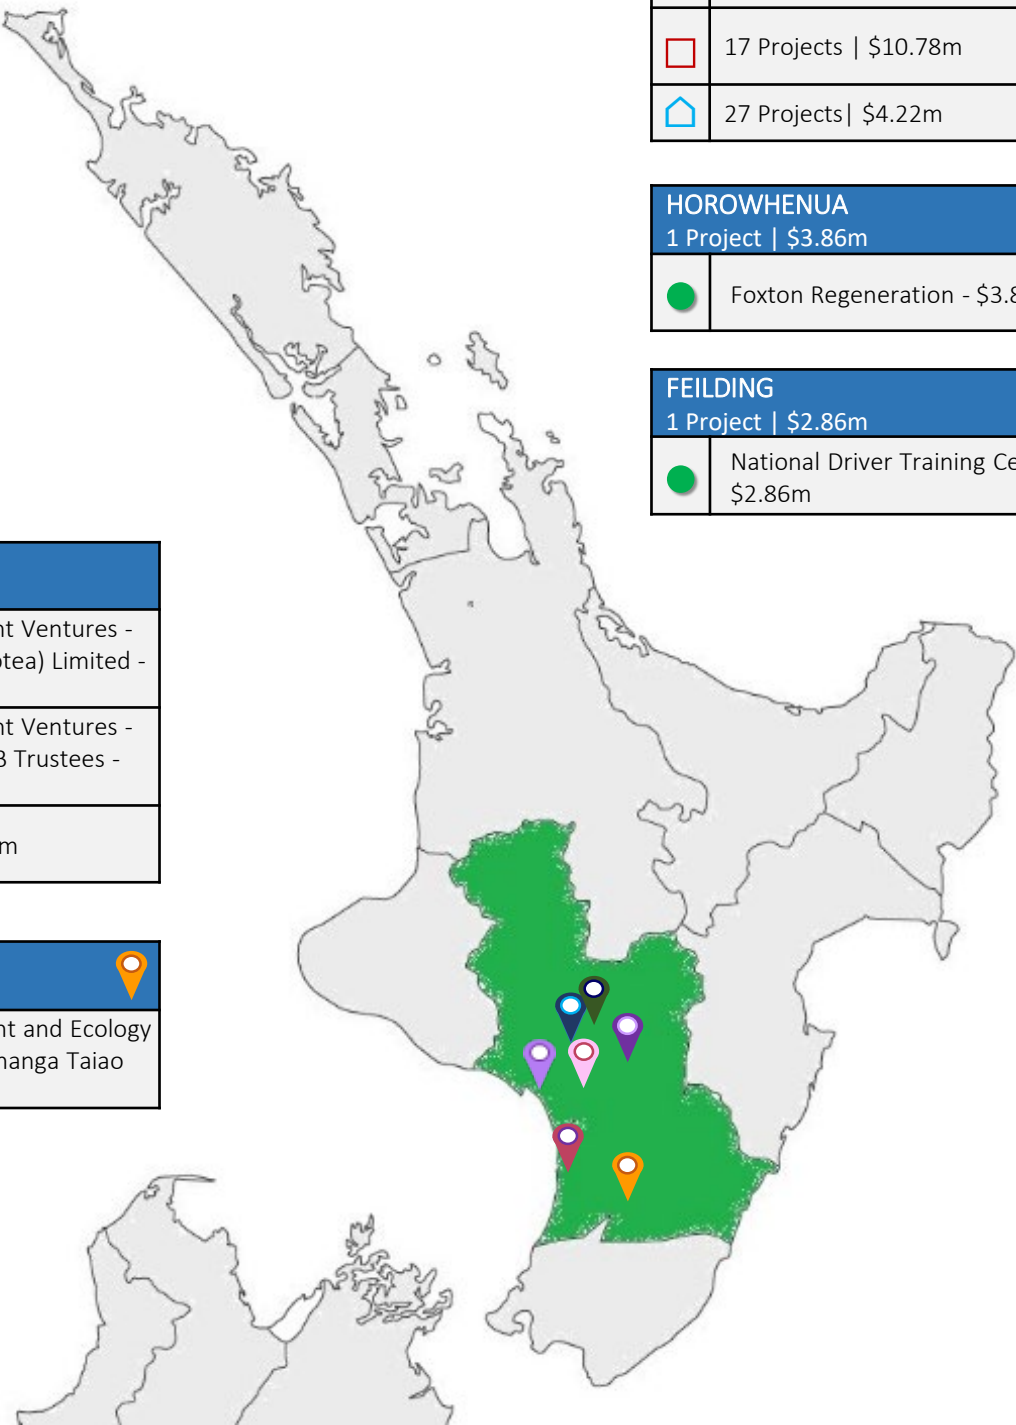 17 Projects | $10.78m
27 Projects| $4.22m
HOROWHENUA
1 Project | $3.86m
Foxton Regeneration - $3.8
FEILDING
1 Project | $2.86m
National Driver Training Ce
$2.86m
nt Ventures -
otea) Limited -
nt Ventures -
B Trustees -
m
nt and Ecology
nanga Taiao